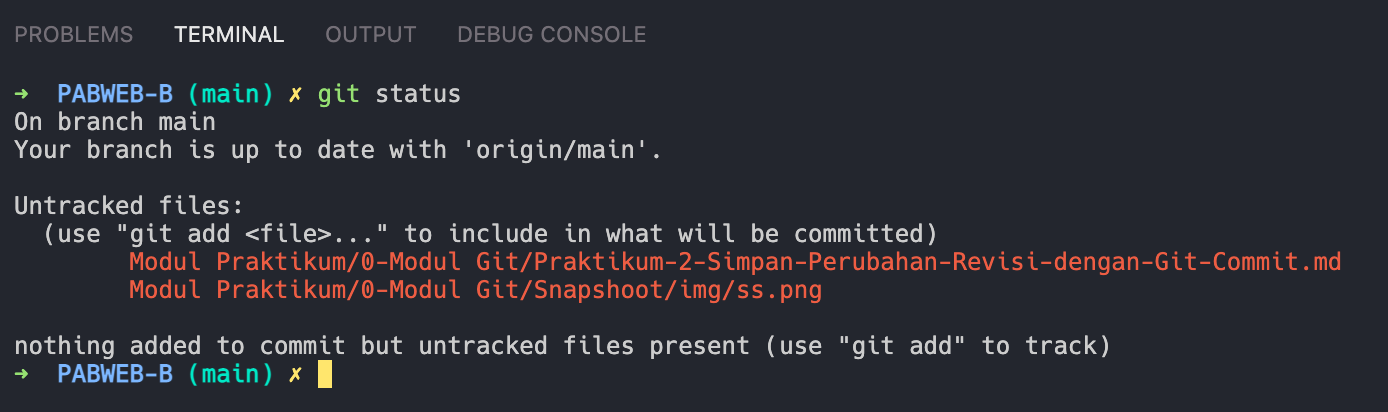 PROBLEMS TERMINAL OUTPUT DEBUG CONSOLE
➜ PABWEB-B (main) ✗ git status
On branch main
Your branch is up to date with 'origin/main'.
Untracked files:
(use "git add <file>..." to include in what will be committed)
Modul Praktikum/0-Modul Git/Praktikum-2-Simpan-Perubahan-Revisi-dengan-Git-Commit.md
Modul Praktikum/0-Modul Git/Snapshoot/img/ss.png
nothing added to commit but untracked files present (use "git add" to track)
➜ PABWEB-B (main) ✗